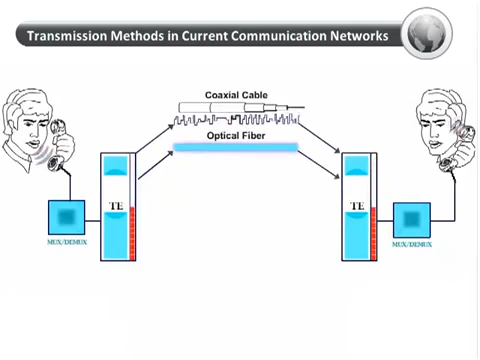 Transmission Methods in Current Communication Networks
Coaxial Cable
Optical Fiber
TE
TE
MUX/DEMUX
MUX/DEMUX